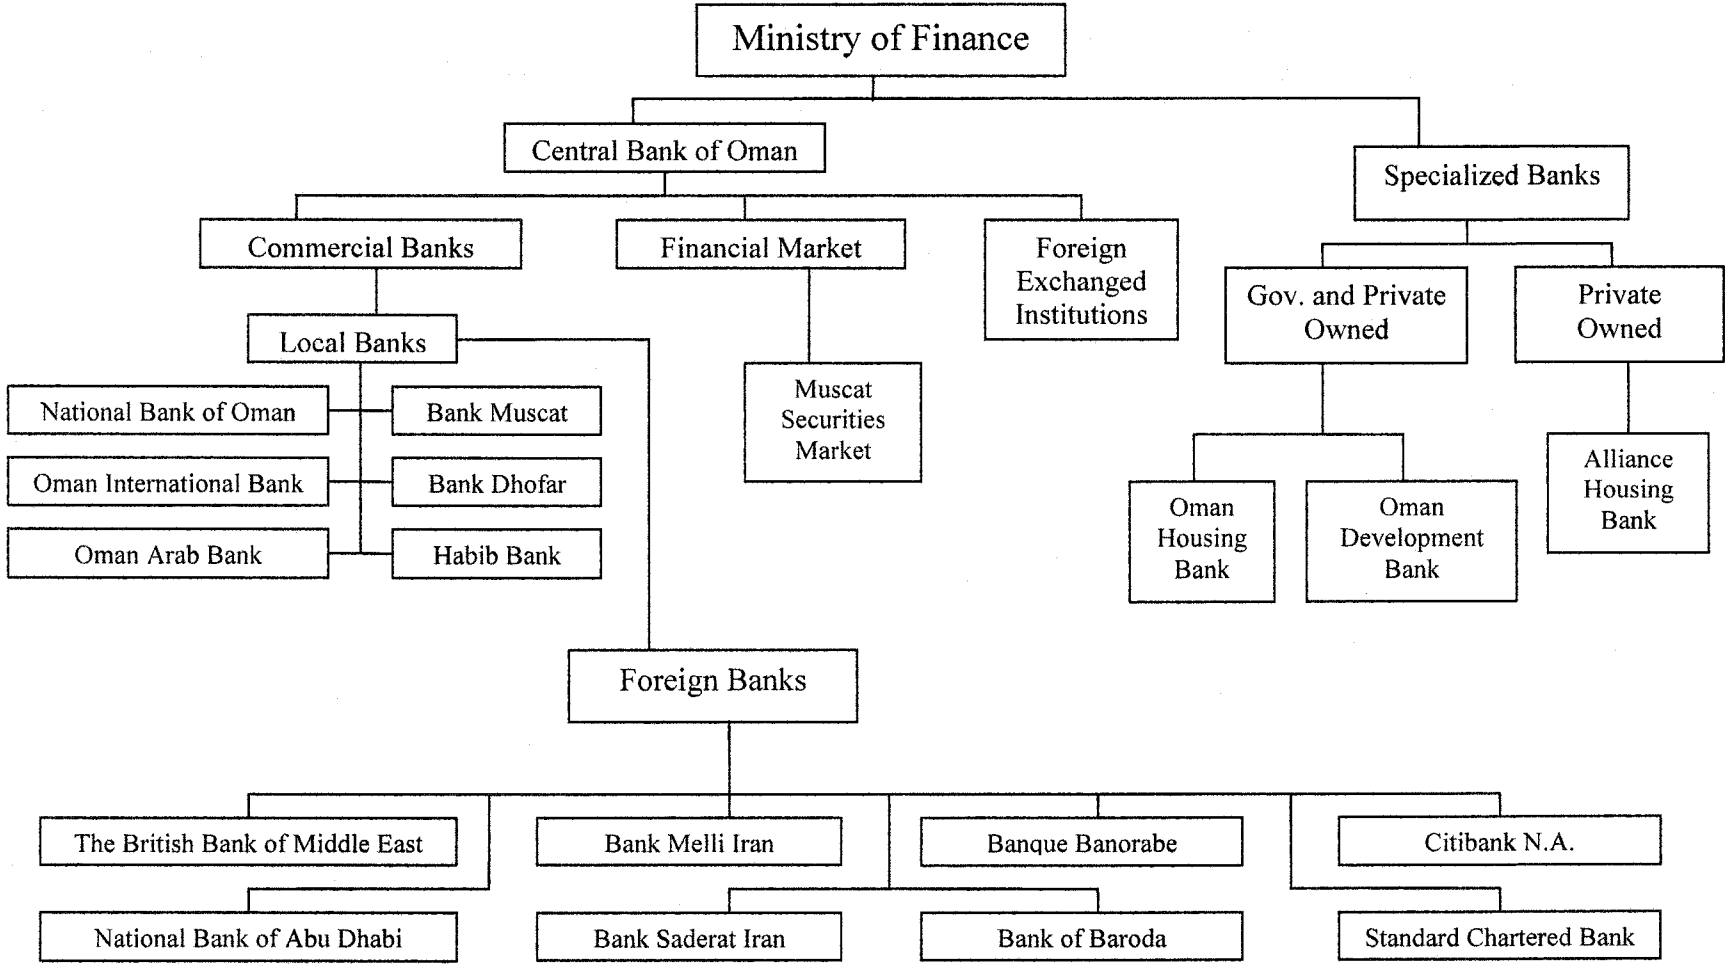 Ministry of Finance
Central Bank of Oman
Specialized Banks
Commercial Banks
Financial Market
Foreign
Exchanged
Institutions
Gov. and Private
Owned
Private
Owned
Local Banks
Muscat
Securities
Market
National Bank of Oman
Bank Muscat
Oman International Bank
Bank Dhofar
Oman Arab Bank
Habib Bank
Oman
Housing
Bank
Oman
Development
Bank
Alliance
Housing
Bank
Foreign Banks
The British Bank of Middle East
Bank Melli Iran
Banque Banorabe
Citibank N.A.
National Bank of Abu Dhabi
Bank Saderat Iran
Bank of Baroda
Standard Chartered Bank